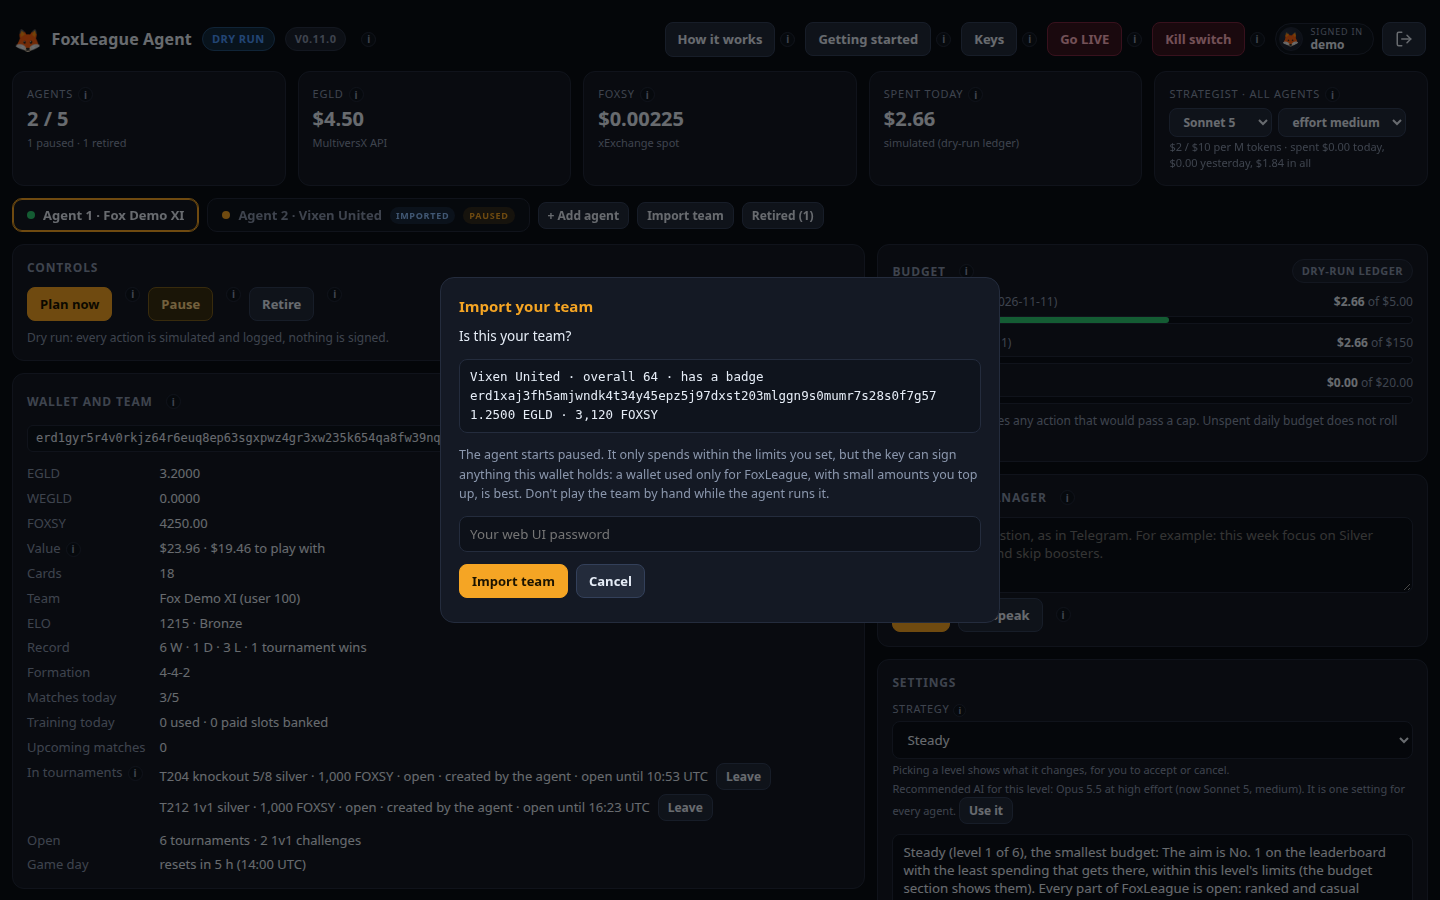 FoxLeague Agent DRY RUN V0.11.0 i How it works i Getting started i Keys i Go LIVE i Kill switch i SIGNED IN demo
AGENTS i
2 / 5
1 paused · 1 retired
EGLD i
$4.50
MultiversX API
FOXSY i
$0.00225
xExchange spot
SPENT TODAY i
$2.66
simulated (dry-run ledger)
STRATEGIST · ALL AGENTS i
Sonnet 5 effort medium
$2 / $10 per M tokens · spent $0.00 today,
$0.00 yesterday, $1.84 in all
Agent 1 · Fox Demo XI Agent 2 · Vixen United IMPORTED PAUSED + Add agent Import team Retired (1)
CONTROLS
Plan now i Pause i Retire i
Dry run: every action is simulated and logged, nothing is signed.
WALLET AND TEAM i
erd1gyr5r4v0rkjz64r6euq8ep63sgxpwz4gr3xw235k654qa8fw39nq
EGLD 3.2000
WEGLD 0.0000
FOXSY 4250.00
Value i $23.96 · $19.46 to play with
Cards 18
Team Fox Demo XI (user 100)
ELO 1215 · Bronze
Record 6 W · 1 D · 3 L · 1 tournament wins
Formation 4-4-2
Matches today 3/5
Training today 0 used · 0 paid slots banked
Upcoming matches 0
In tournaments i T204 knockout 5/8 silver · 1,000 FOXSY · open · created by the agent · open until 10:53 UTC Leave
T212 1v1 silver · 1,000 FOXSY · open · created by the agent · open until 16:23 UTC Leave
Open 6 tournaments · 2 1v1 challenges
Game day resets in 5 h (14:00 UTC)
Import your team
Is this your team?
Vixen United · overall 64 · has a badge
erd1xaj3fh5amjwndk4t34y45epz5j97dxst203mlggn9s0mumr7s28s0f7g57
1.2500 EGLD · 3,120 FOXSY
The agent starts paused. It only spends within the limits you set, but the key can sign
anything this wallet holds: a wallet used only for FoxLeague, with small amounts you top
up, is best. Don't play the team by hand while the agent runs it.
Your web UI password
Import team Cancel
BUDGET i DRY-RUN LEDGER
026-11-11) $2.66 of $5.00
1) $2.66 of $150
$0.00 of $20.00
es any action that would pass a cap. Unspent daily budget does not roll
NAGER i
stion, as in Telegram. For example: this week focus on Silver
nd skip boosters.
peak i
SETTINGS
STRATEGY i
Steady
Picking a level shows what it changes, for you to accept or cancel.
Recommended AI for this level: Opus 5.5 at high effort (now Sonnet 5, medium). It is one setting for
every agent. Use it
Steady (level 1 of 6), the smallest budget: The aim is No. 1 on the leaderboard
with the least spending that gets there, within this level's limits (the budget
section shows them). Every part of FoxLeague is open: ranked and casual